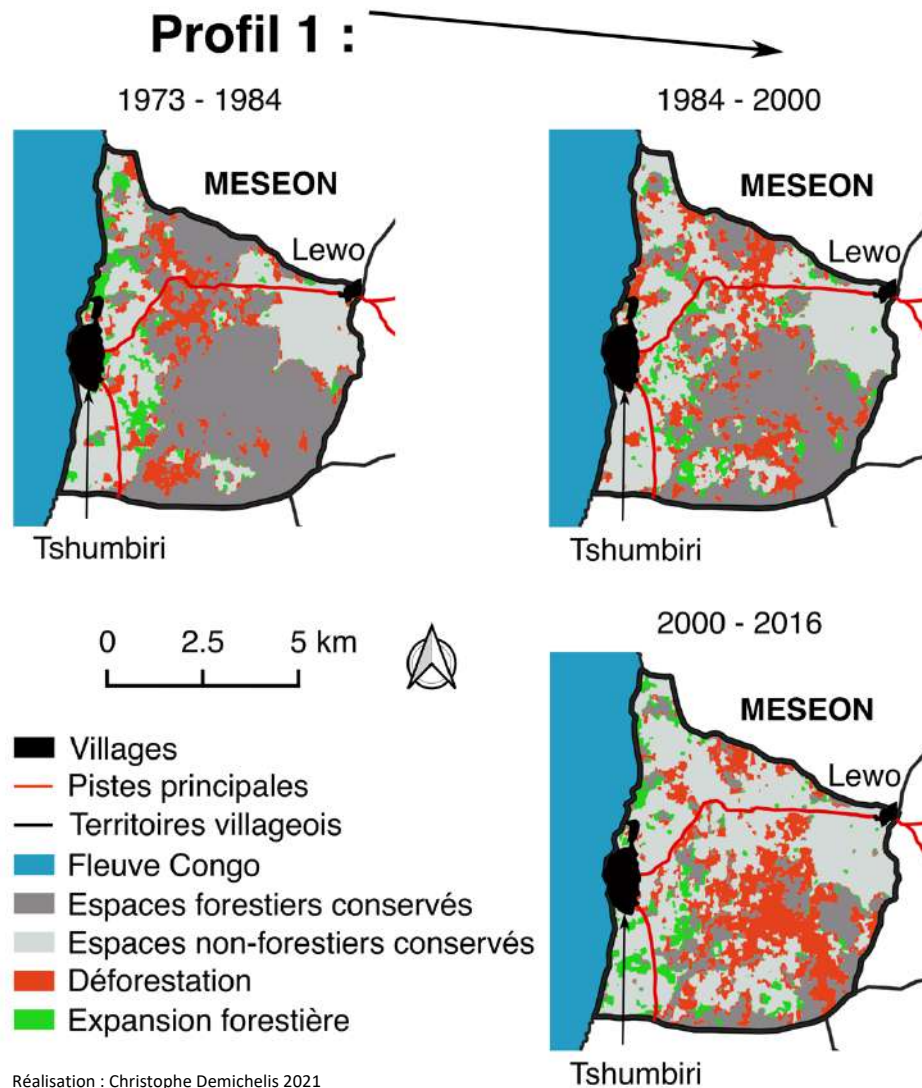 Profil 1 :
1973 - 1984
MESEON
Lewo
Tshumbiri
1984 - 2000
MESEON
Lewo
Tshumbiri
0 2.5 5 km
Villages
Pistes principales
Territoires villageois
Fleuve Congo
Espaces forestiers conservés
Espaces non-forestiers conservés
Déforestation
Expansion forestière
2000 - 2016
MESEON
Lewo
Tshumbiri
Réalisation : Christophe Demichelis 2021